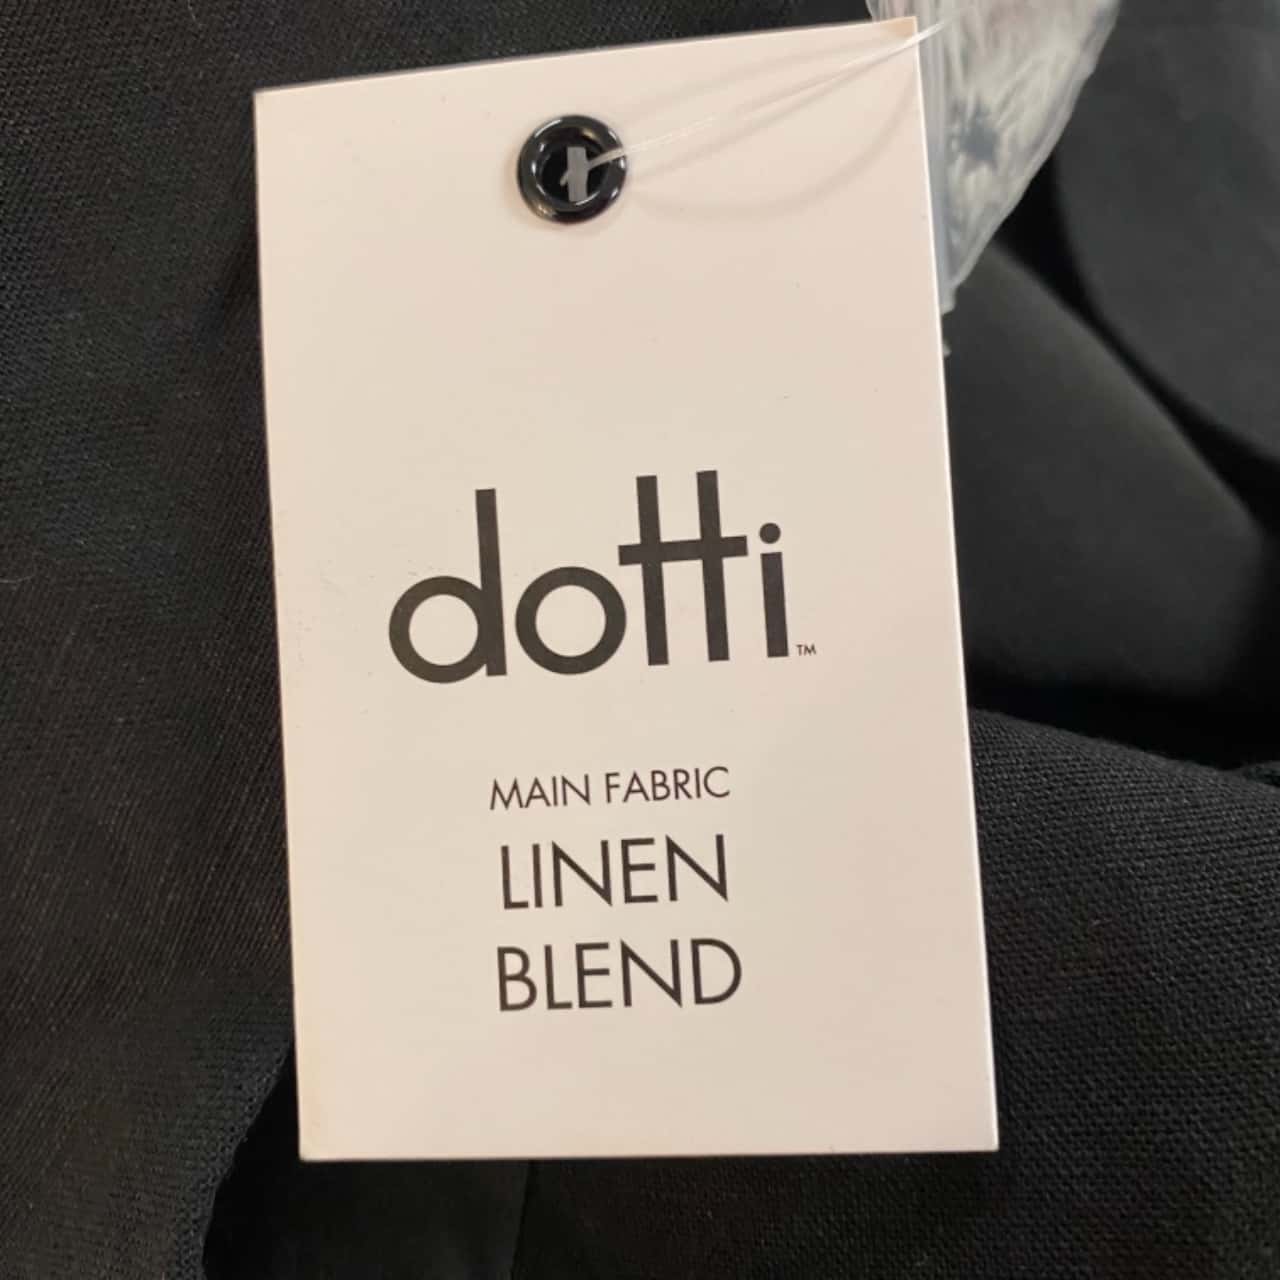 dotti™
MAIN FABRIC
LINEN
BLEND